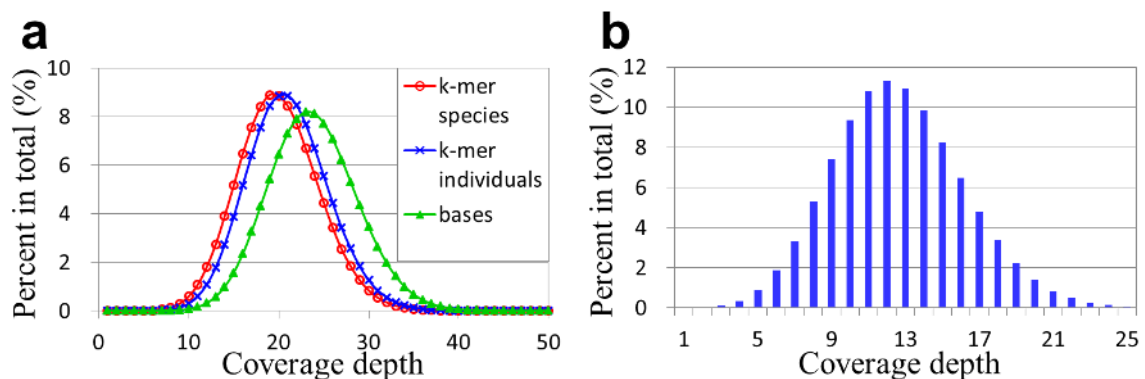 a
Percent in total (%)
10
8
6
4
2
0
0 10 20 30 40 50
Coverage depth
k-mer
species
k-mer
individuals
bases
b
Percent in total (%)
12
10
8
6
4
2
0
1 5 9 13 17 21 25
Coverage depth